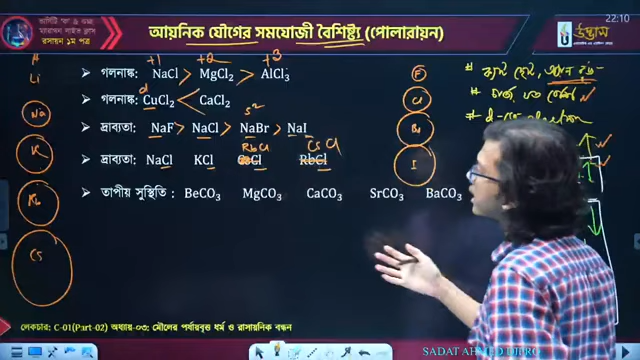 রসায়ন ১ম পত্র
আয়নিক যৌগের সমযোজী বৈশিষ্ট্য (পোলারায়ন)
উদ্ভাস
22:10
H
Li
Na
K
Rb
Cs
+1 +2 +3
➢ গলনাঙ্ক: NaCl > MgCl₂ > AlCl₃
d
➢ গলনাঙ্ক: CuCl₂ < CaCl₂
➢ দ্রাব্যতা: NaF > NaCl > NaBr > NaI
RbCl CsCl
➢ দ্রাব্যতা: NaCl KCl CsCl RbCl
➢ তাপীয় সুস্থিতি : BeCO₃ MgCO₃ CaCO₃ SrCO₃ BaCO₃
F
Cl
Br
I
লেকচার: C-01(Part-02) অধ্যায়-০৩: মৌলের পর্যায়বৃত্ত ধর্ম ও রাসায়নিক বন্ধন